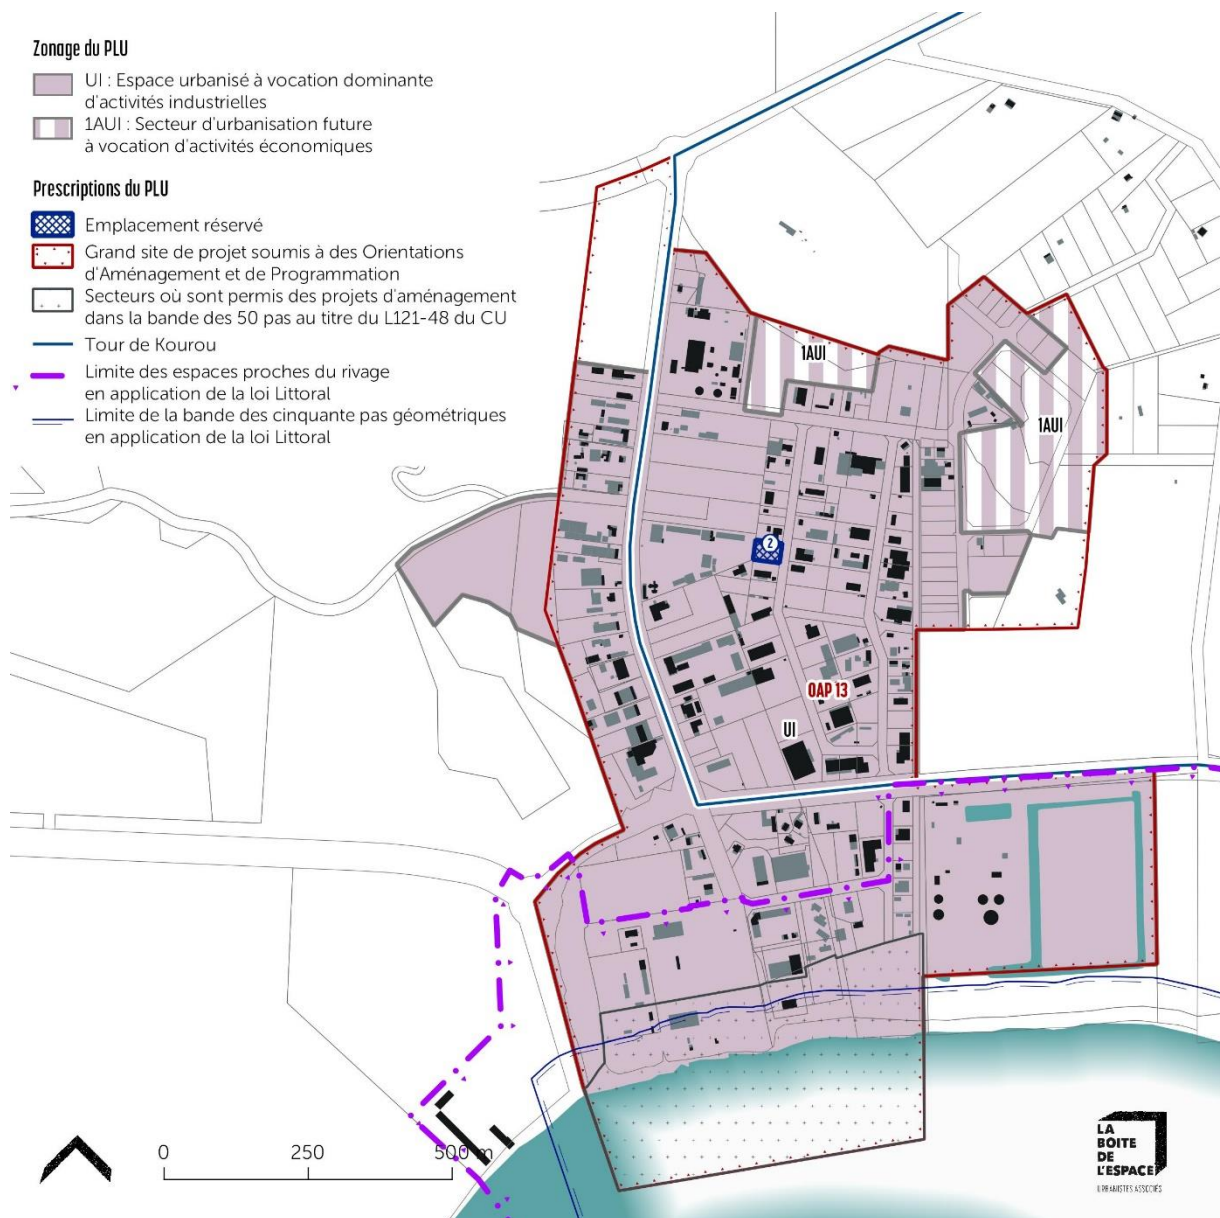 Zonage du PLU
UI : Espace urbanisé à vocation dominante
d'activités industrielles
1AUI : Secteur d'urbanisation future
à vocation d'activités économiques
Prescriptions du PLU
Emplacement réservé
Grand site de projet soumis à des Orientations
d'Aménagement et de Programmation
Secteurs où sont permis des projets d'aménagement
dans la bande des 50 pas au titre du L121-48 du CU
Tour de Kourou
Limite des espaces proches du rivage
en application de la loi Littoral
Limite de la bande des cinquante pas géométriques
en application de la loi Littoral
1AUI
1AUI
2
OAP 13
UI
0 250 500 m
LA
BOITE
DE
L'ESPACE
URBANISTES ASSOCIÉS